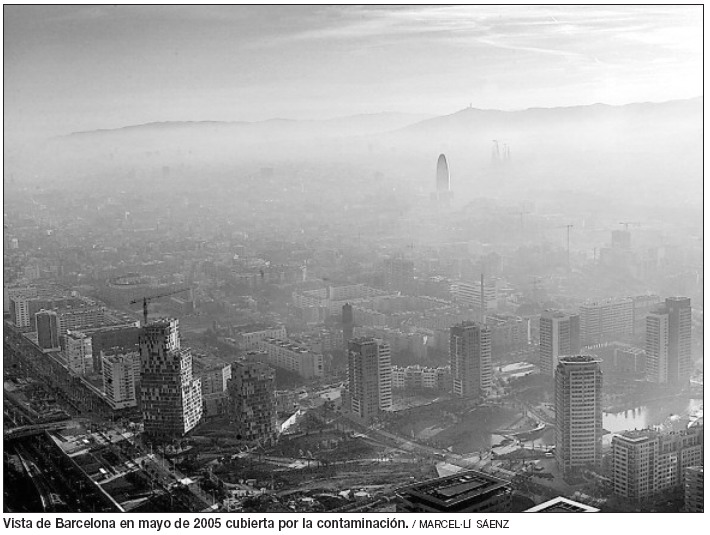 Vista de Barcelona en mayo de 2005 cubierta por la contaminación. / MARCEL·LÍ SÁENZ